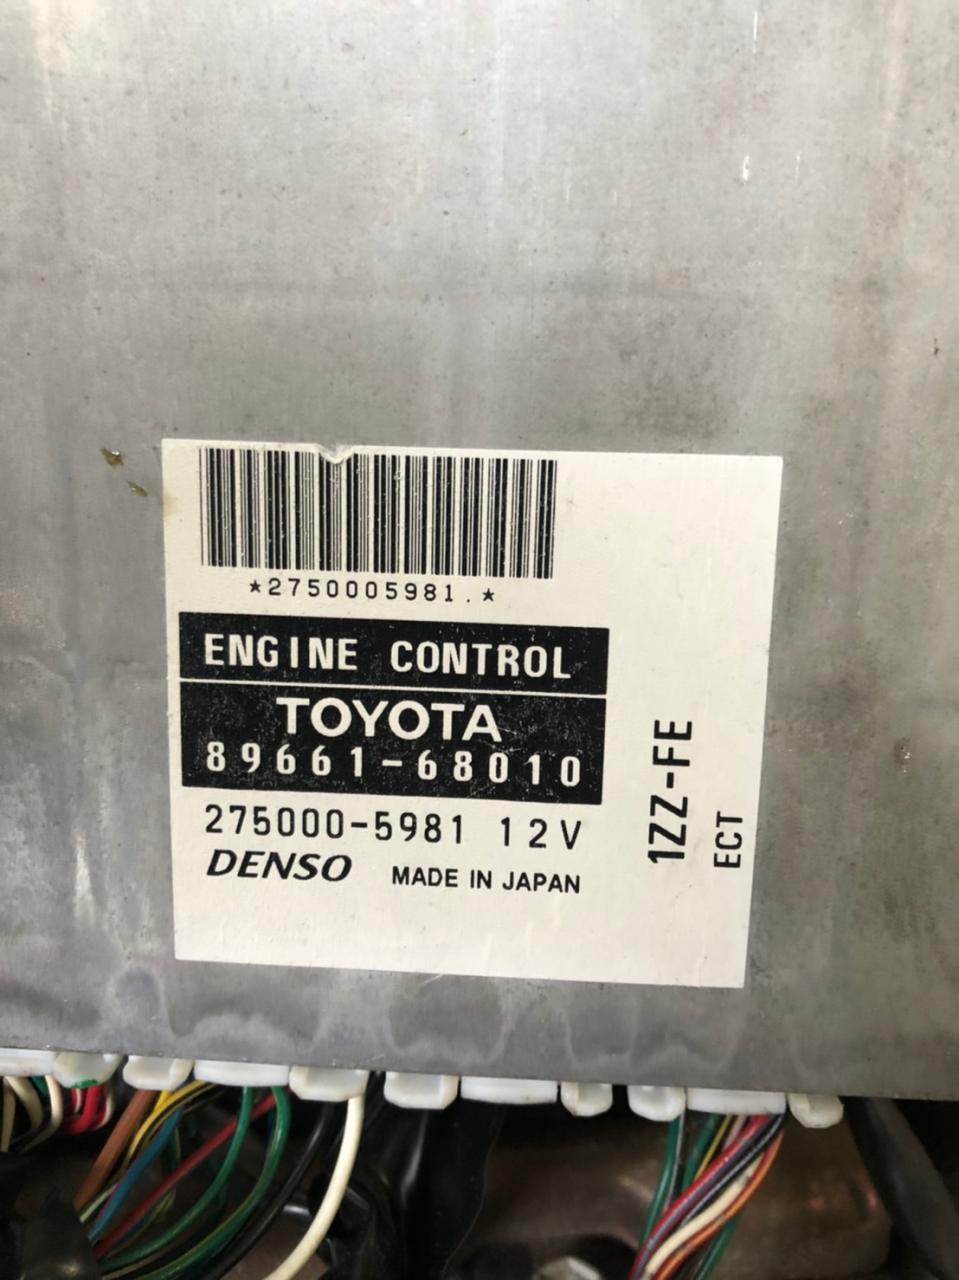 *2750005981.*
ENGINE CONTROL
TOYOTA
89661-68010
275000-5981 12V
DENSO MADE IN JAPAN
1ZZ-FE
ECT